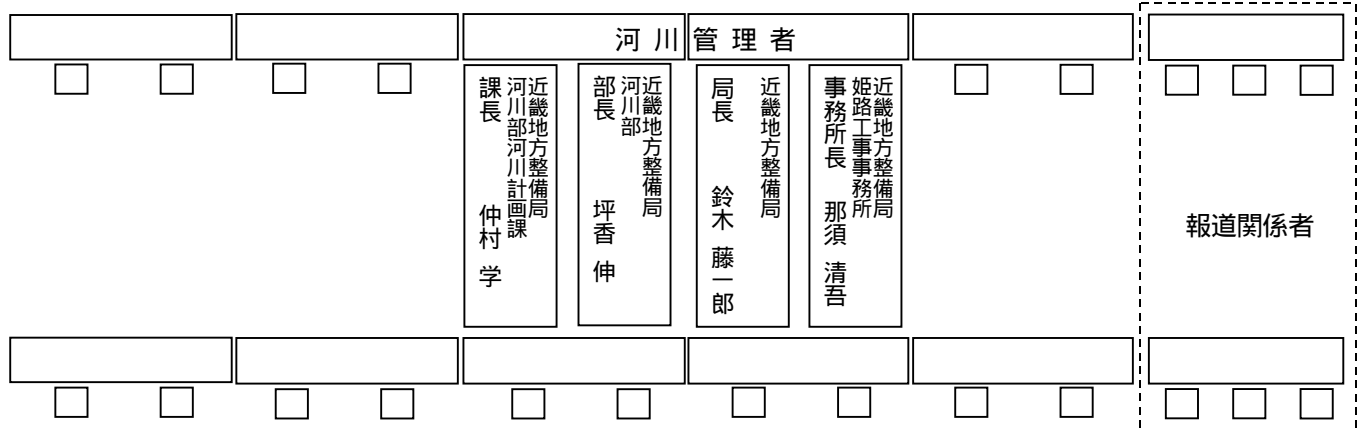 河川管理者
近畿地方整備局
姫路工事事務所
事務所長 那須 清吾
近畿地方整備局
局長 鈴木 藤一郎
近畿地方整備局
河川部
部長 坪香 伸
近畿地方整備局
河川部河川計画課
課長 仲村 学
報道関係者